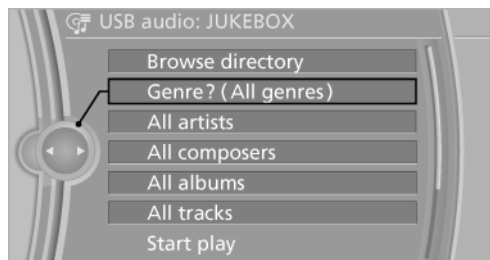 USB audio: JUKEBOX
Browse directory
Genre? (All genres)
All artists
All composers
All albums
All tracks
Start play